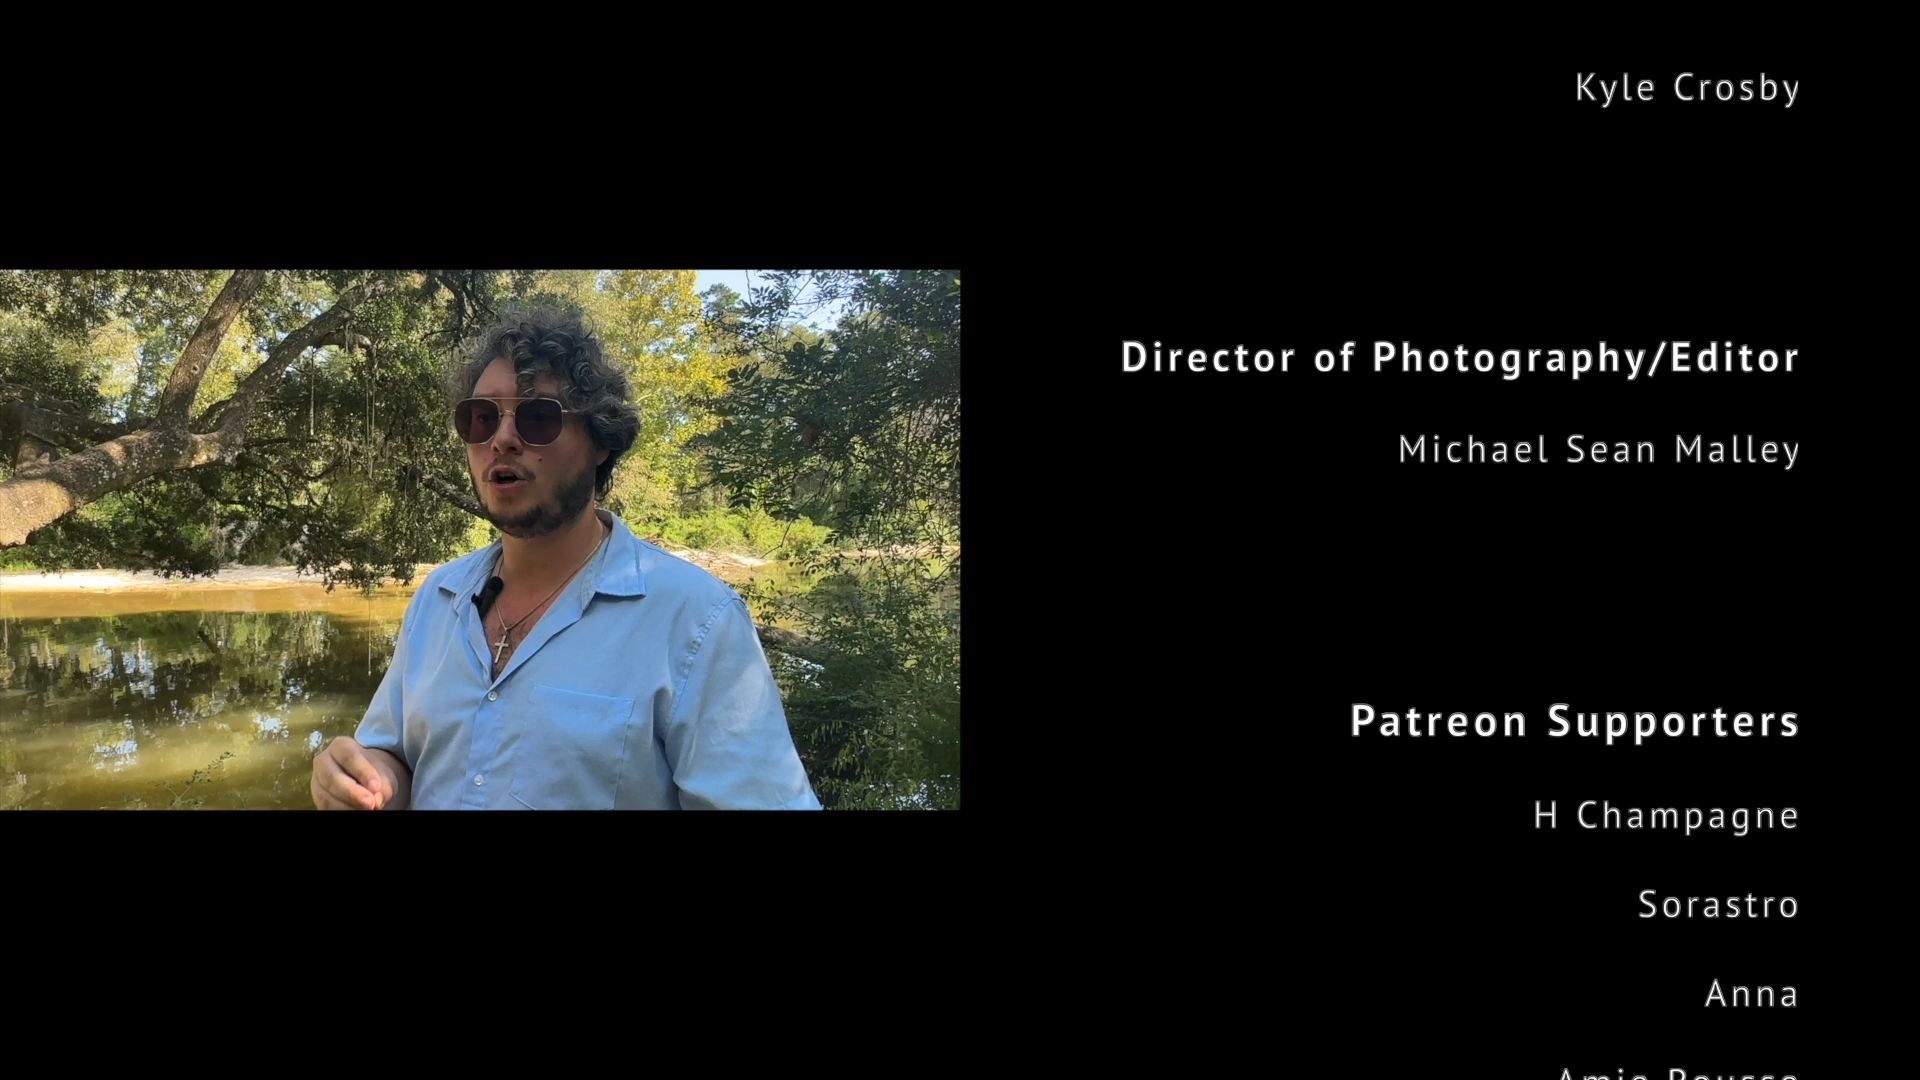 Kyle Crosby
Director of Photography/Editor
Michael Sean Malley
Patreon Supporters
H Champagne
Sorastro
Anna